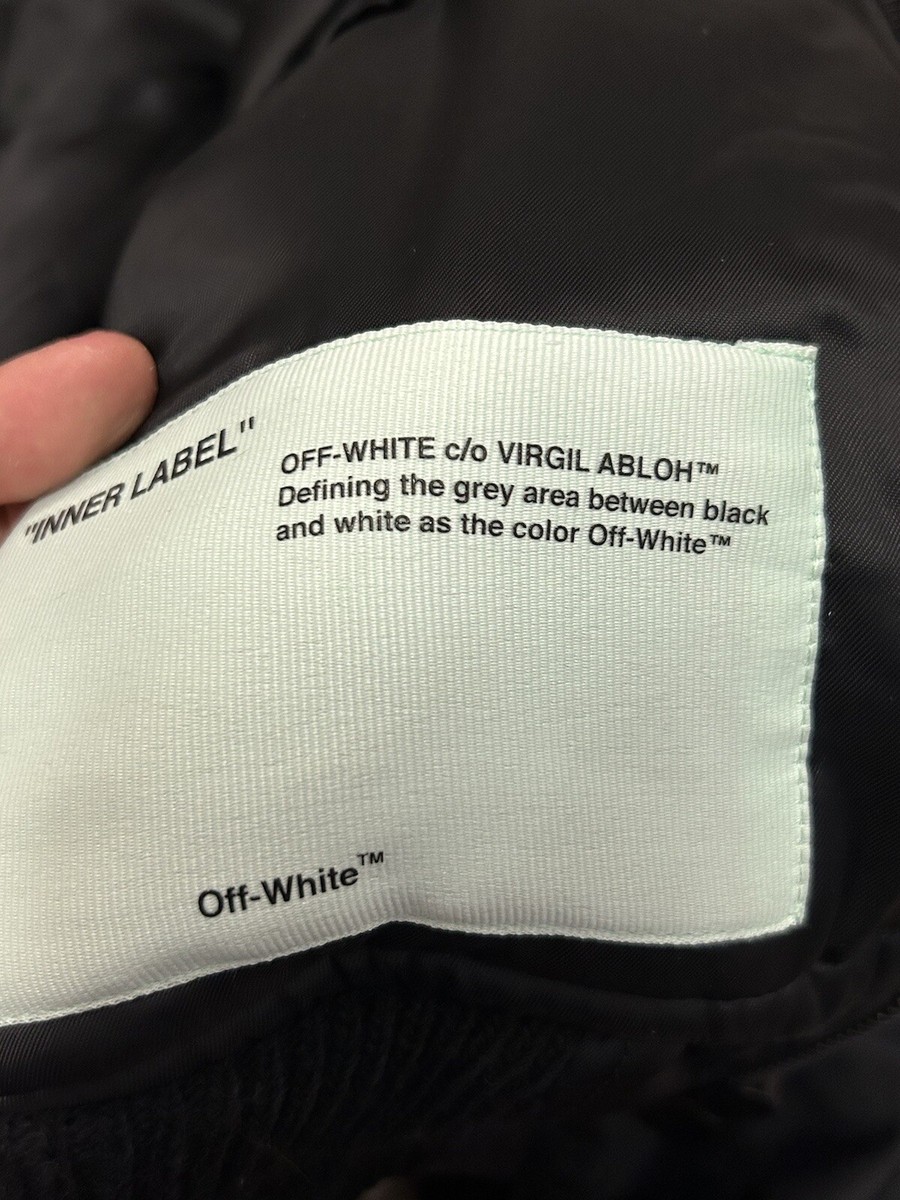 "INNER LABEL"
OFF-WHITE c/o VIRGIL ABLOH™
Defining the grey area between black
and white as the color Off-White™
Off-White™